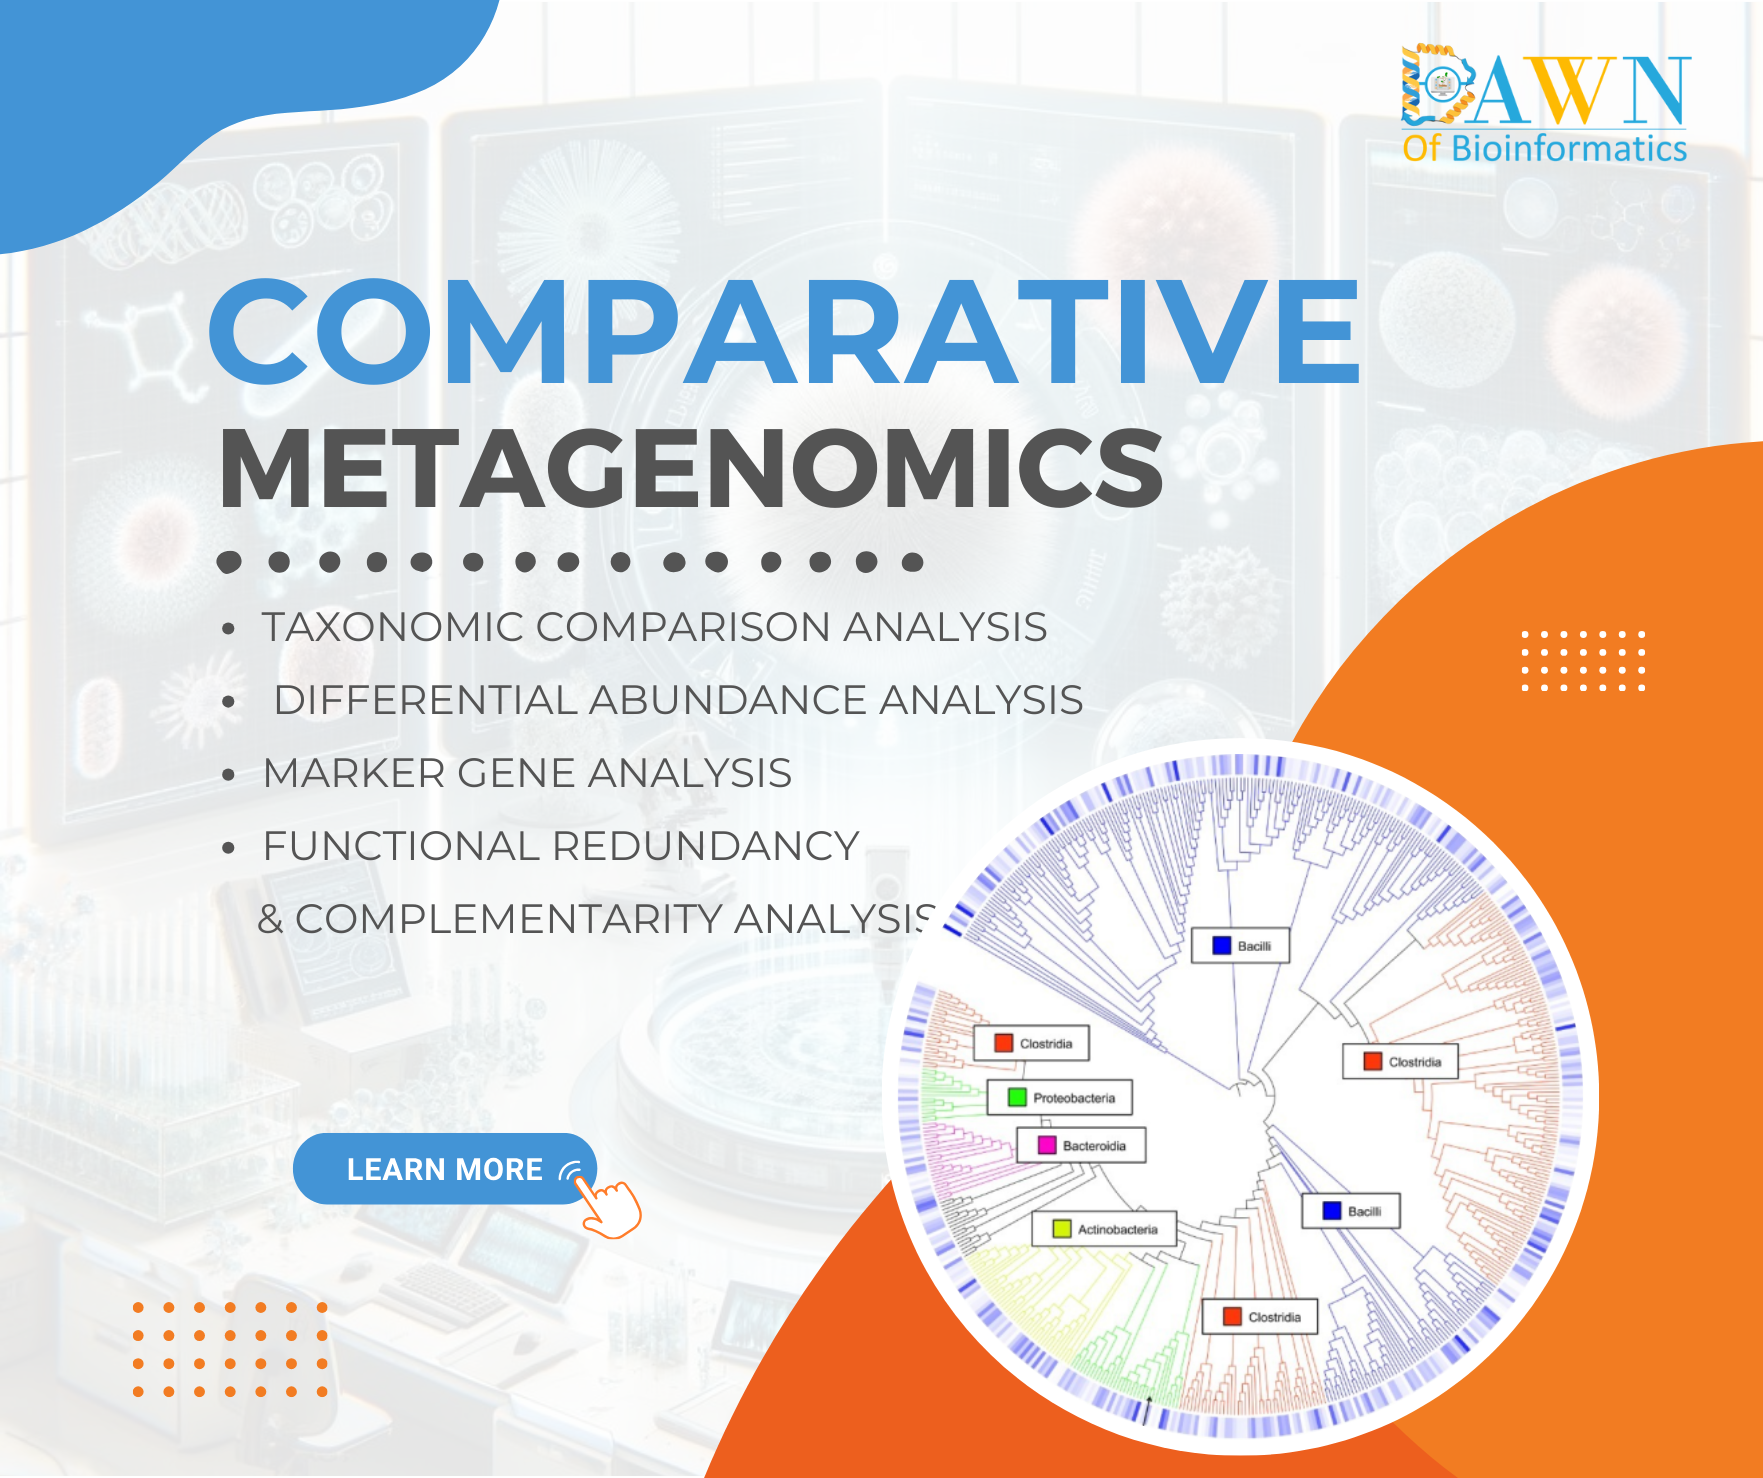 DAWN
Of Bioinformatics
COMPARATIVE
METAGENOMICS
• TAXONOMIC COMPARISON ANALYSIS
• DIFFERENTIAL ABUNDANCE ANALYSIS
• MARKER GENE ANALYSIS
• FUNCTIONAL REDUNDANCY
& COMPLEMENTARITY ANALYSIS
Bacilli
Clostridia
Clostridia
Proteobacteria
Bacteroidia
Bacilli
Actinobacteria
Clostridia
LEARN MORE